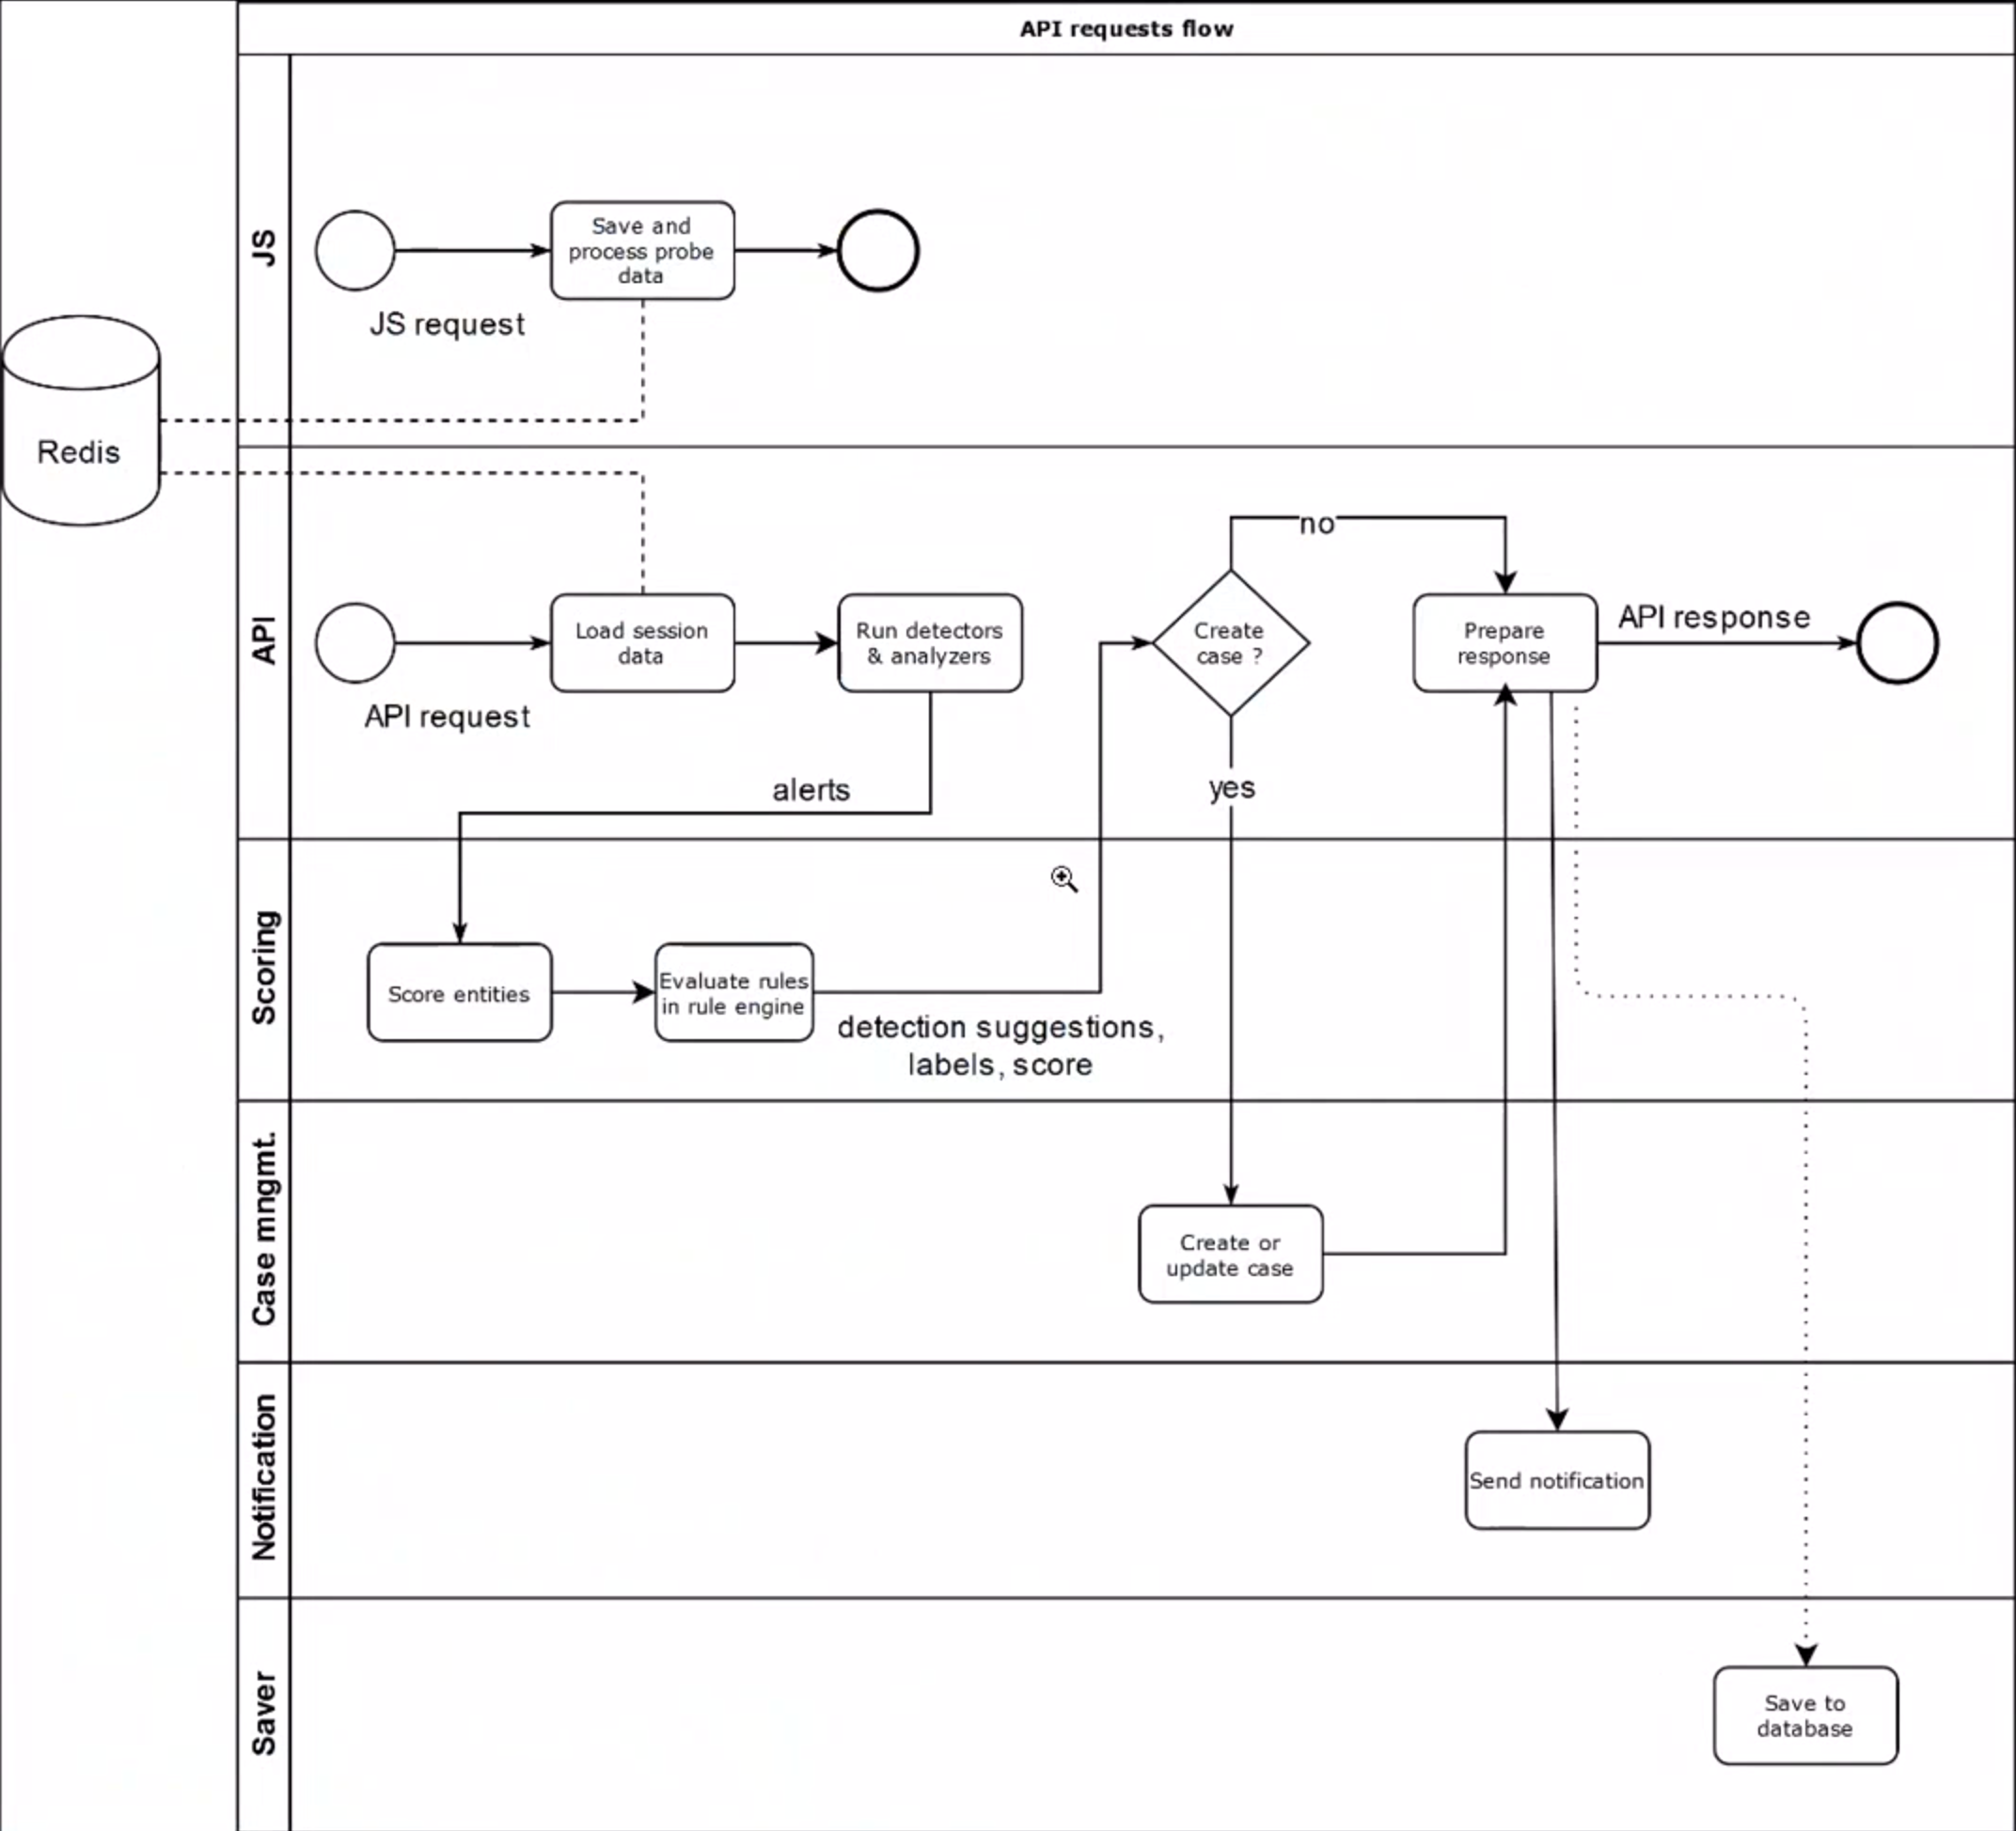 API requests flow
JS
Save and
process probe
data
JS request
Redis
API
no
Load session
data
Run detectors
& analyzers
Create
case ?
Prepare
response
API response
API request
alerts
yes
Scoring
Score entities
Evaluate rules
in rule engine
detection suggestions,
labels, score
Case mngmt.
Create or
update case
Notification
Send notification
Saver
Save to
database